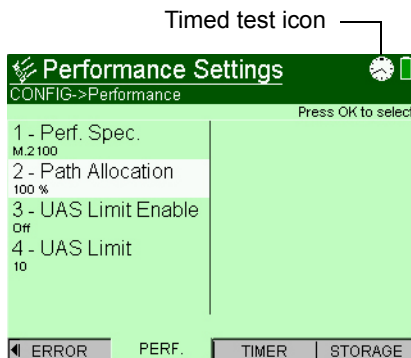 Timed test icon
Performance Settings
CONFIG->Performance
Press OK to select
1 - Perf. Spec.
M.2100
2 - Path Allocation
100 %
3 - UAS Limit Enable
Off
4 - UAS Limit
10
ERROR PERF. TIMER STORAGE